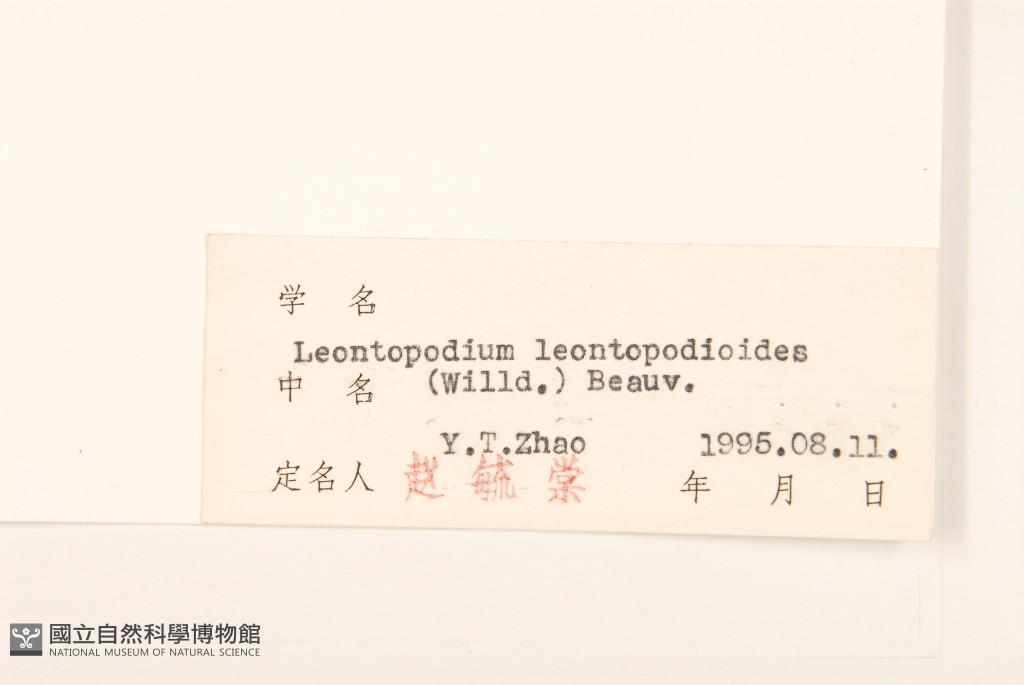 学 名
Leontopodium leontopodioides
(Willd.) Beauv.
中 名
Y.T.Zhao 1995.08.11.
定名人 赵毓棠 年 月 日
國立自然科學博物館
NATIONAL MUSEUM OF NATURAL SCIENCE